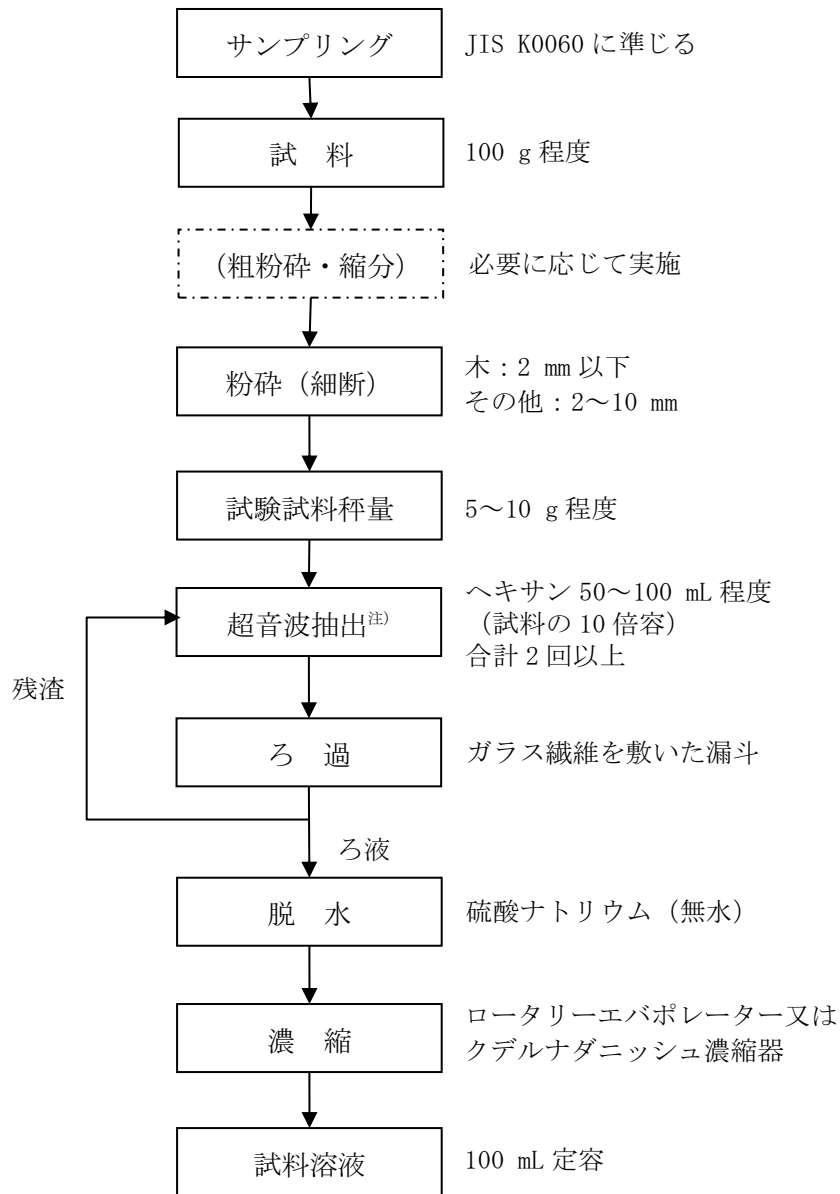 サンプリング JIS K0060 に準じる
試　料 100 g 程度
（粗粉砕・縮分） 必要に応じて実施
粉砕（細断） 木：2 mm 以下
その他：2～10 mm
試験試料秤量 5～10 g 程度
超音波抽出注） ヘキサン 50～100 mL 程度
（試料の 10 倍容）
合計 2 回以上
残渣
ろ　過 ガラス繊維を敷いた漏斗
ろ液
脱　水 硫酸ナトリウム（無水）
濃　縮 ロータリーエバポレーター又は
クデルナダニッシュ濃縮器
試料溶液 100 mL 定容